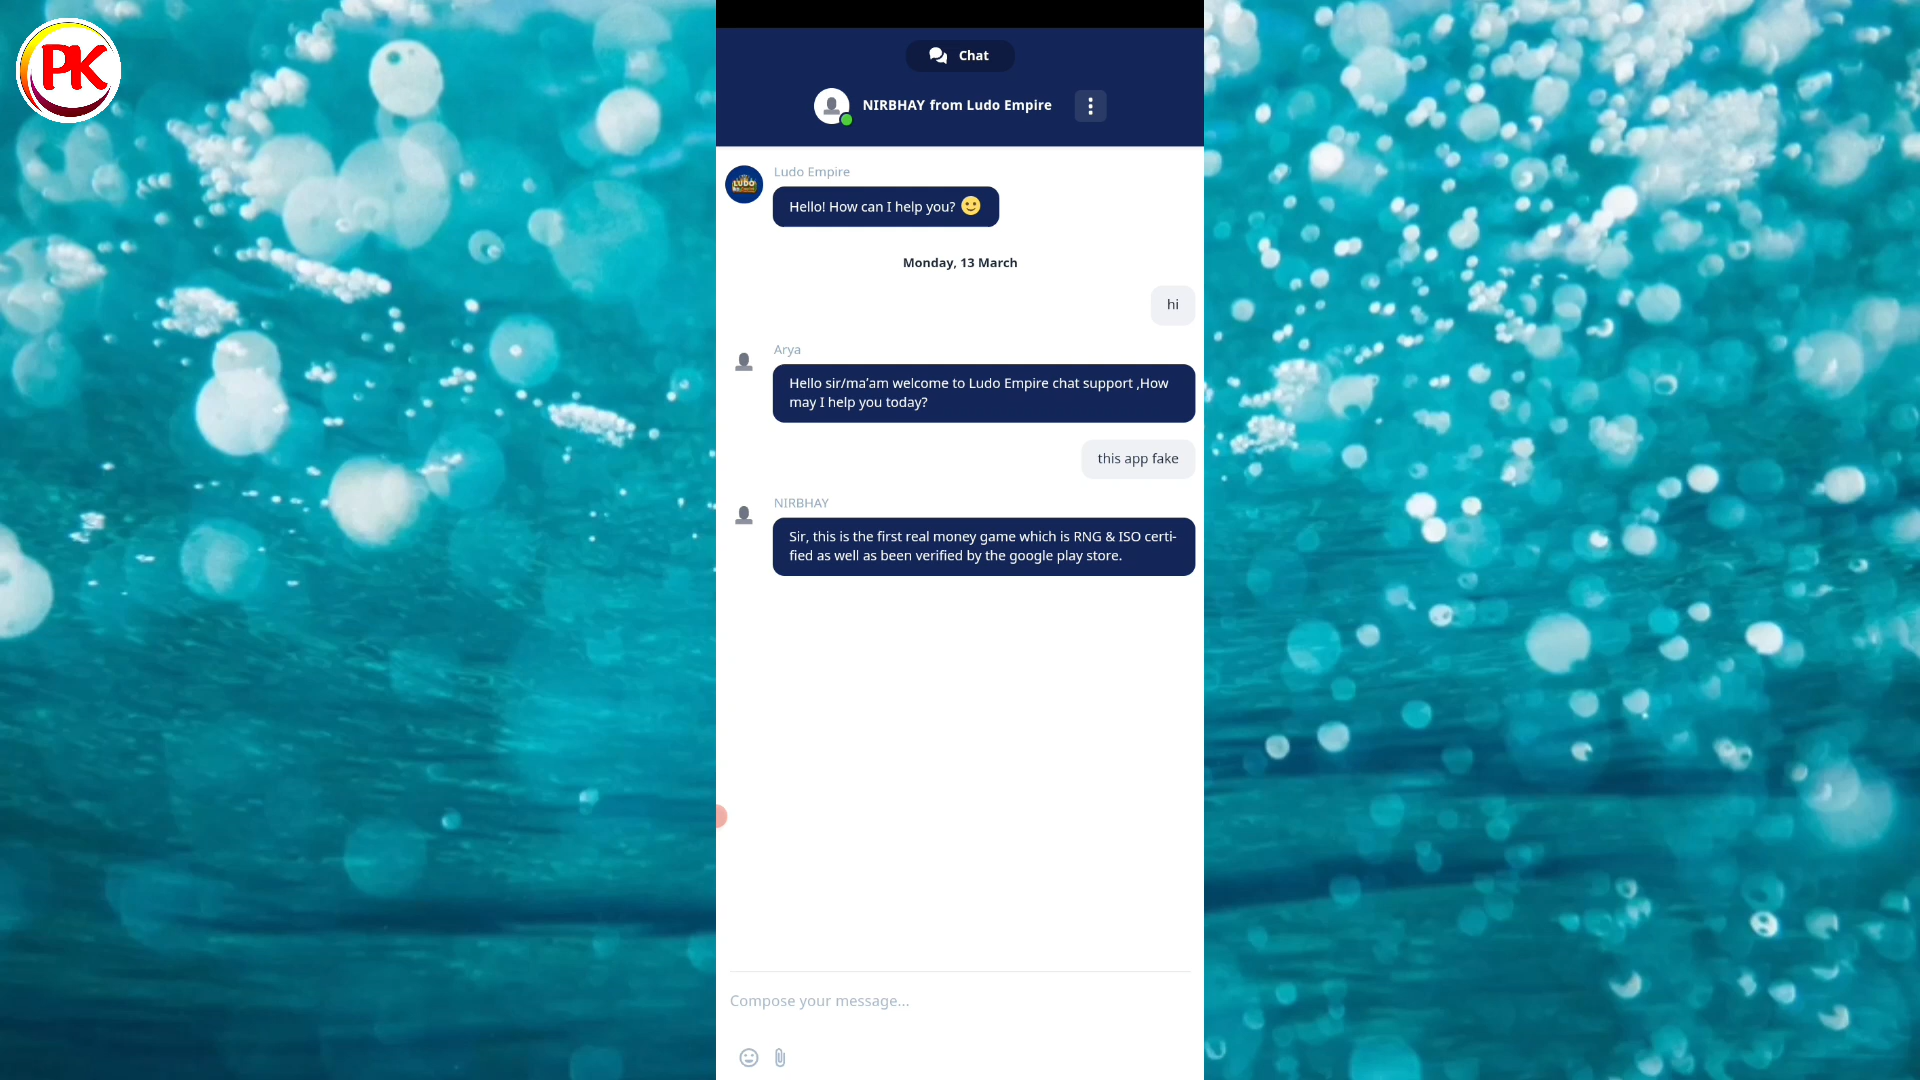 PK
Chat
NIRBHAY from Ludo Empire
Ludo Empire
LUDO
Hello! How can I help you? 🙂
Monday, 13 March
hi
Arya
Hello sir/ma'am welcome to Ludo Empire chat support ,How
may I help you today?
this app fake
NIRBHAY
Sir, this is the first real money game which is RNG & ISO certi-
fied as well as been verified by the google play store.
Compose your message...